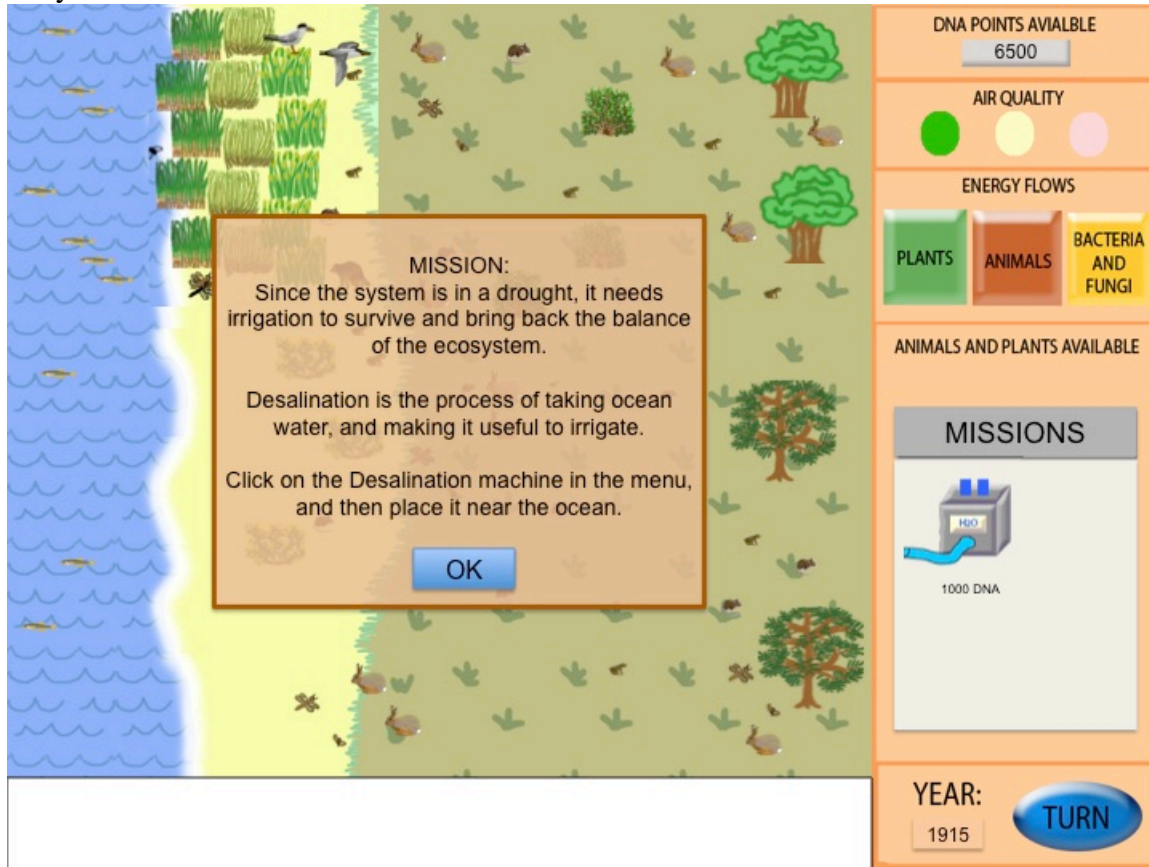 DNA POINTS AVIALBLE
6500
AIR QUALITY
ENERGY FLOWS
PLANTS
ANIMALS
BACTERIA
AND
FUNGI
ANIMALS AND PLANTS AVAILABLE
MISSIONS
H2O
1000 DNA
YEAR:
1915
TURN
MISSION:
Since the system is in a drought, it needs
irrigation to survive and bring back the balance
of the ecosystem.
Desalination is the process of taking ocean
water, and making it useful to irrigate.
Click on the Desalination machine in the menu,
and then place it near the ocean.
OK